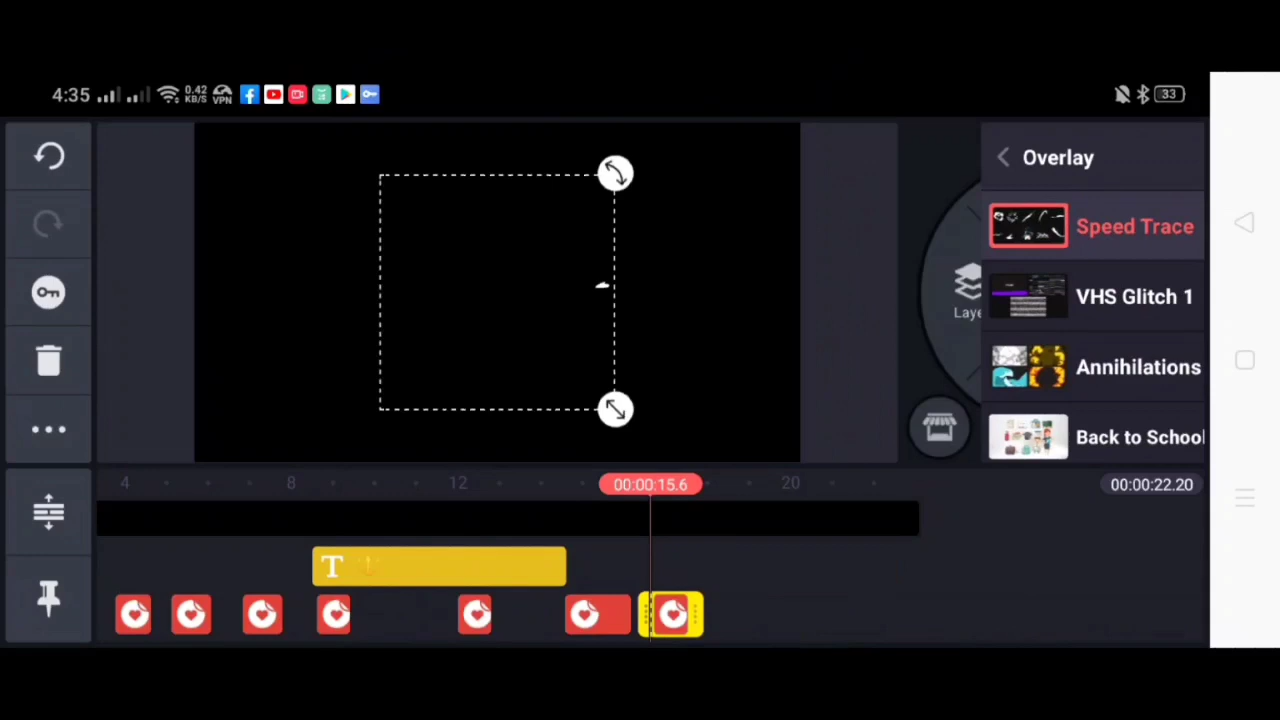 4:35 0.42 KB/S VPN 33
Overlay
Speed Trace
VHS Glitch 1
Annihilations
Back to School
Laye
4 8 12 00:00:15.6 20 00:00:22.20
T